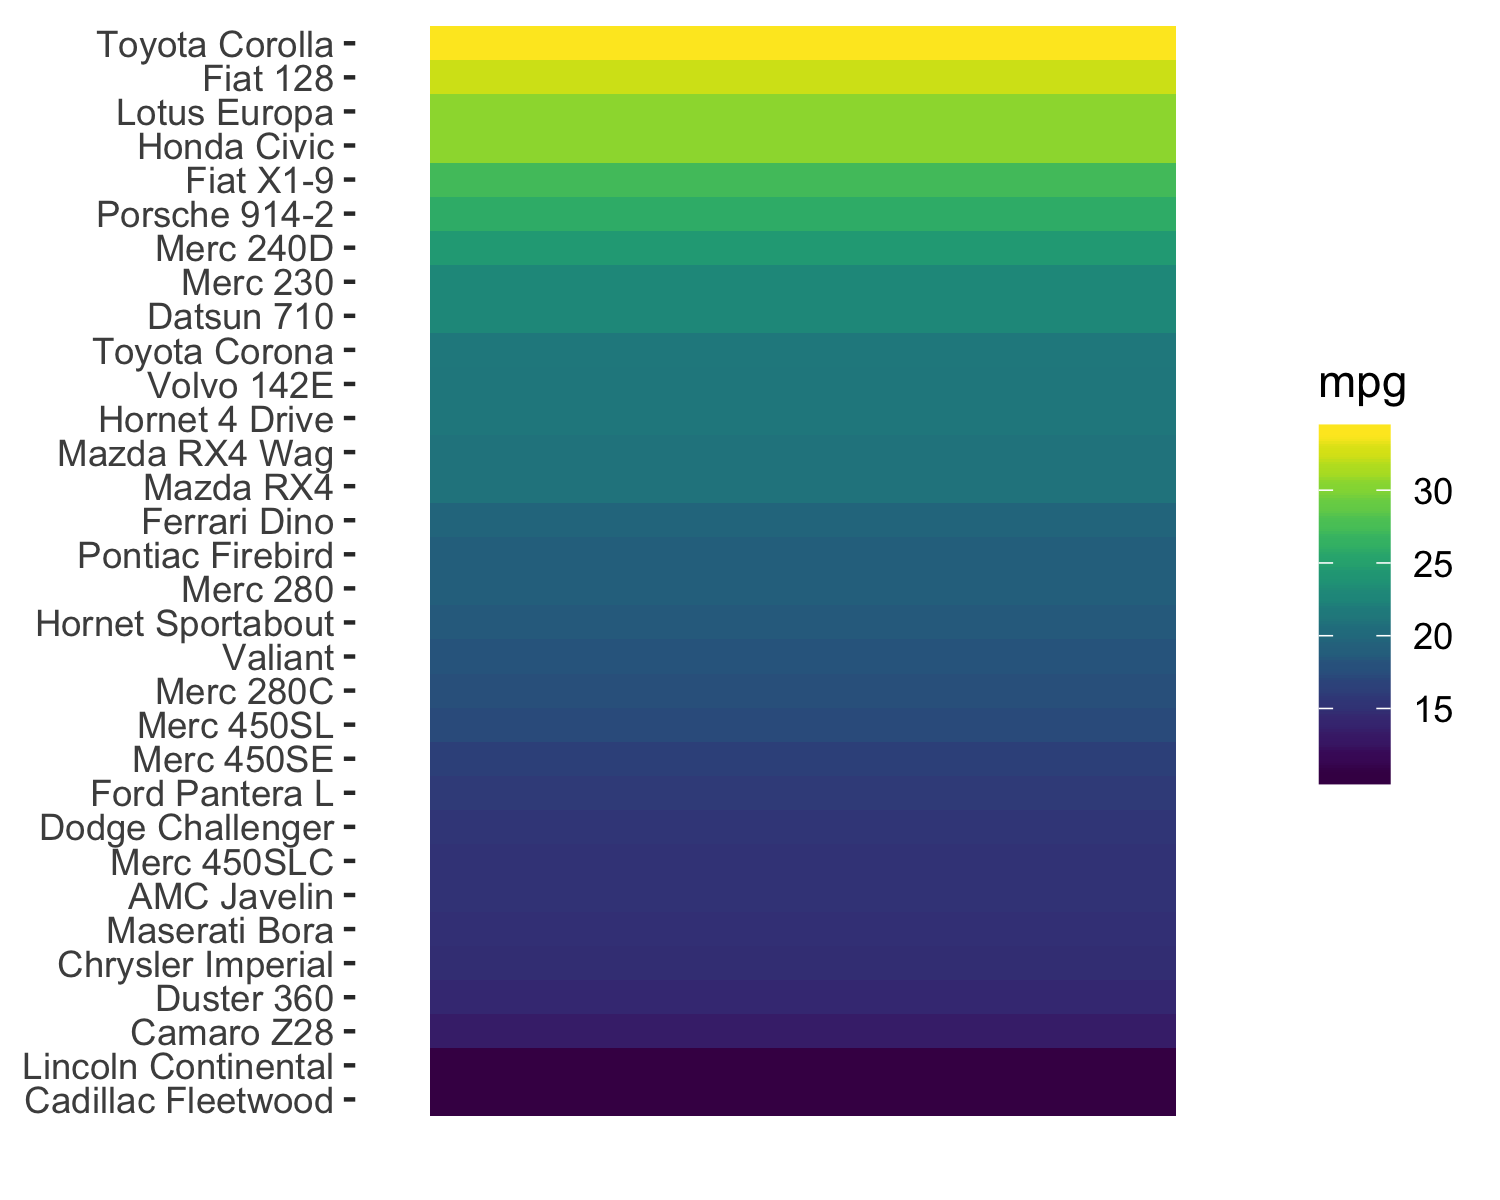 Toyota Corolla
Fiat 128
Lotus Europa
Honda Civic
Fiat X1-9
Porsche 914-2
Merc 240D
Merc 230
Datsun 710
Toyota Corona
Volvo 142E
Hornet 4 Drive
Mazda RX4 Wag
Mazda RX4
Ferrari Dino
Pontiac Firebird
Merc 280
Hornet Sportabout
Valiant
Merc 280C
Merc 450SL
Merc 450SE
Ford Pantera L
Dodge Challenger
Merc 450SLC
AMC Javelin
Maserati Bora
Chrysler Imperial
Duster 360
Camaro Z28
Lincoln Continental
Cadillac Fleetwood
mpg
30
25
20
15